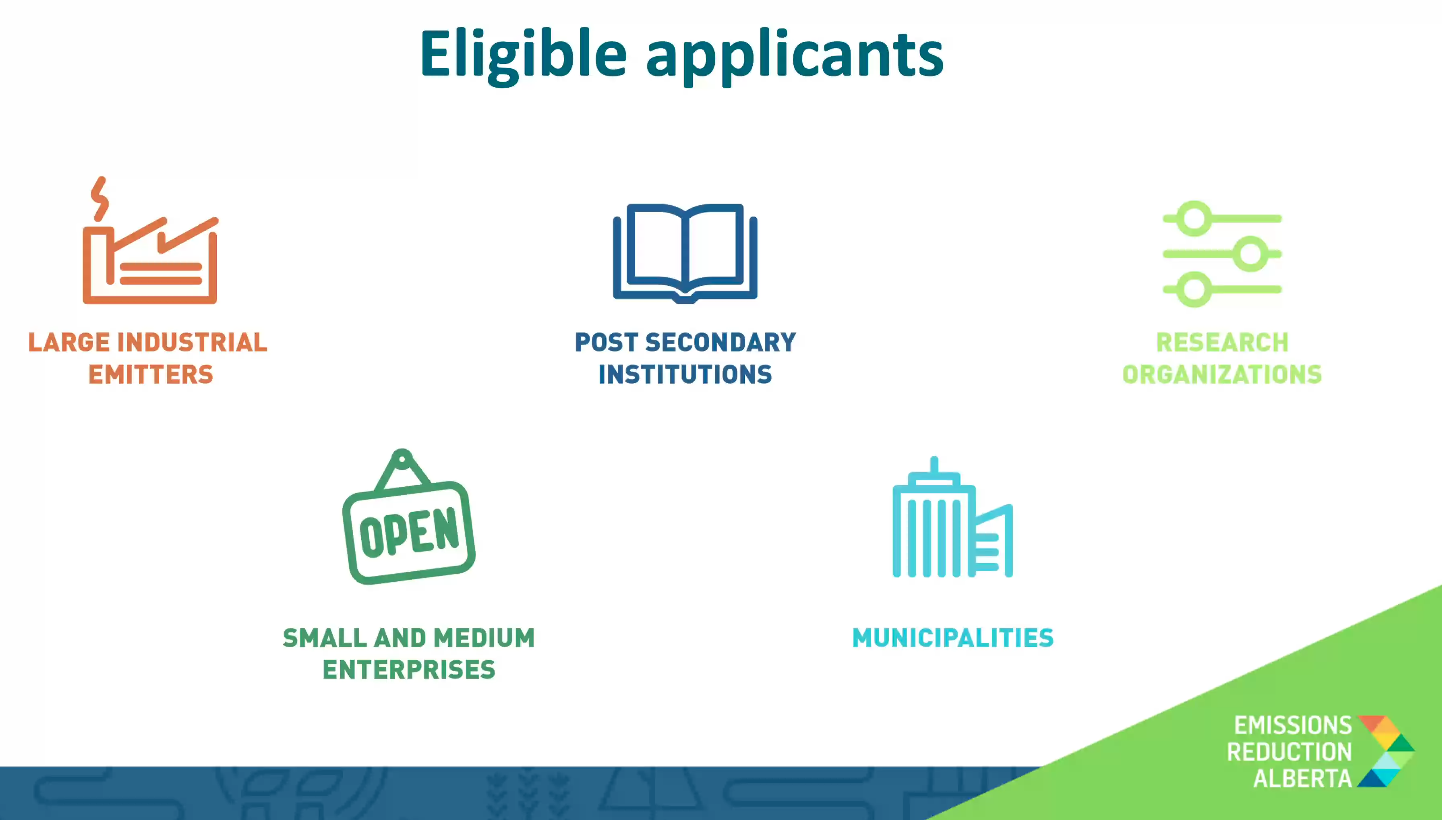 Eligible applicants
LARGE INDUSTRIAL
EMITTERS
POST SECONDARY
INSTITUTIONS
RESEARCH
ORGANIZATIONS
OPEN
SMALL AND MEDIUM
ENTERPRISES
MUNICIPALITIES
EMISSIONS
REDUCTION
ALBERTA